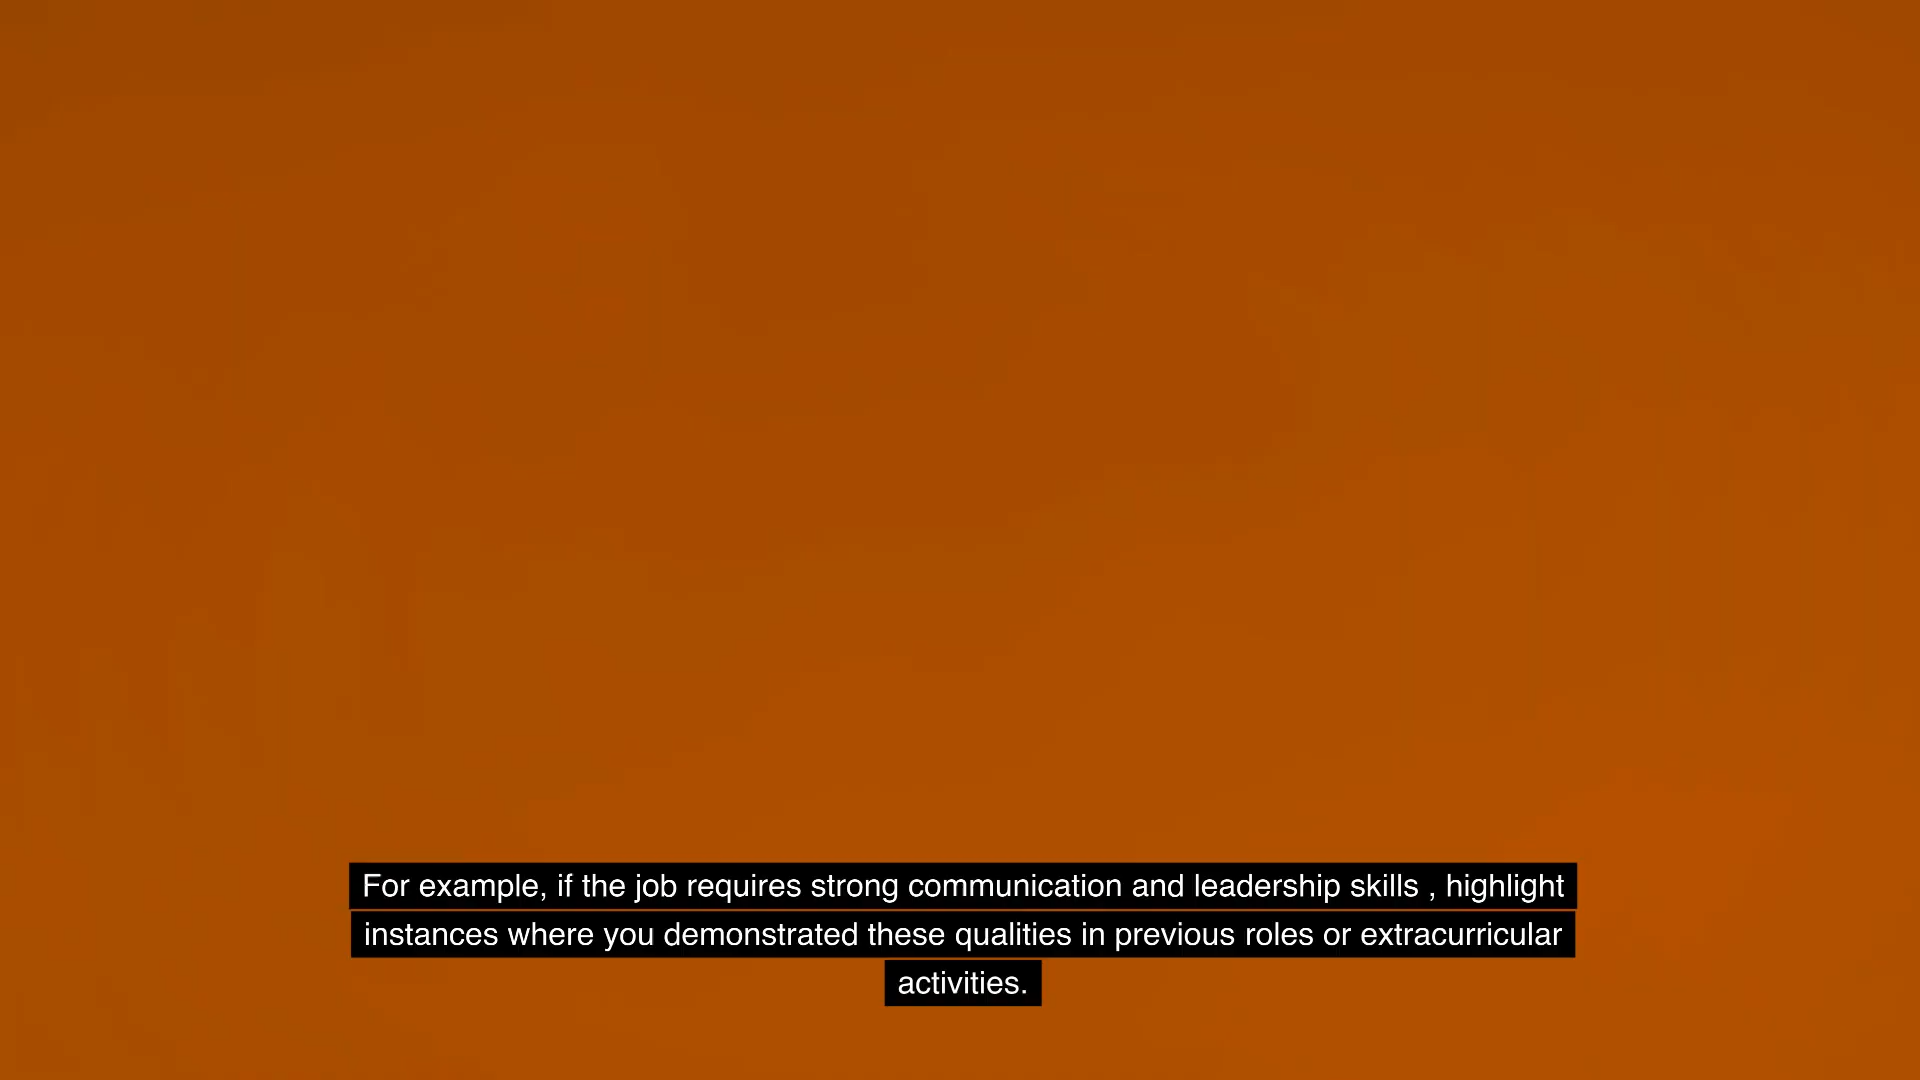 For example, if the job requires strong communication and leadership skills , highlight
instances where you demonstrated these qualities in previous roles or extracurricular
activities.